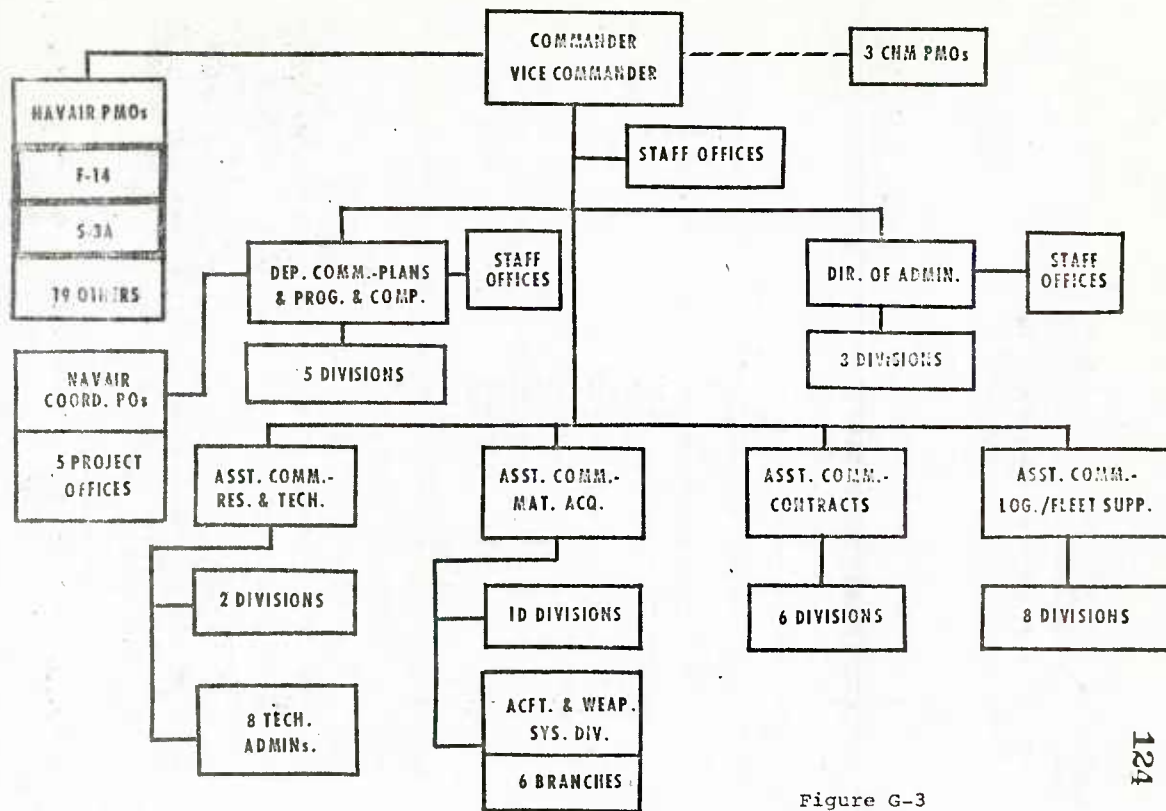 COMMANDER
VICE COMMANDER
3 CNM PMOs
NAVAIR PMOs
F-14
S-3A
19 OTHERS
STAFF OFFICES
DEP. COMM.-PLANS
& PROG. & COMP.
STAFF
OFFICES
DIR. OF ADMIN.
STAFF
OFFICES
5 DIVISIONS
3 DIVISIONS
NAVAIR
COORD. POs
5 PROJECT
OFFICES
ASST. COMM.-
RES. & TECH.
ASST. COMM.-
MAT. ACQ.
ASST. COMM.-
CONTRACTS
ASST. COMM.-
LOG./FLEET SUPP.
2 DIVISIONS
10 DIVISIONS
6 DIVISIONS
8 DIVISIONS
8 TECH.
ADMINs.
ACFT. & WEAP.
SYS. DIV.
6 BRANCHES
Figure G-3
124